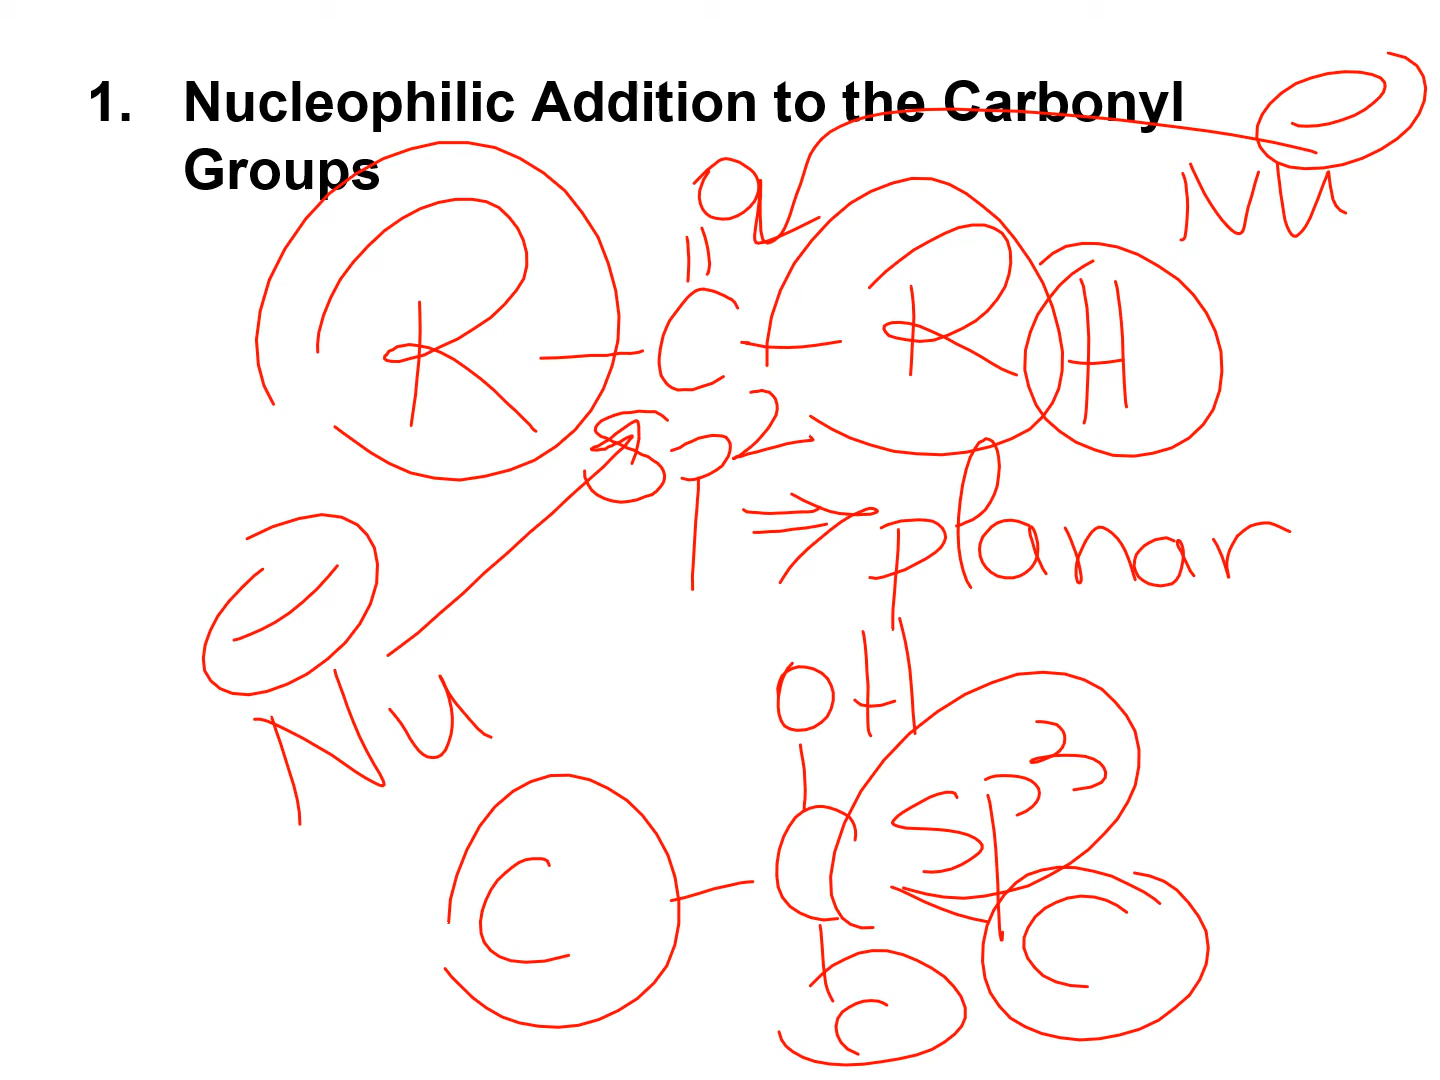 1. Nucleophilic Addition to the Carbonyl
Groups
Nu
O
R C R H
sp2
planar
Nu
OH
sp3
C C C
C